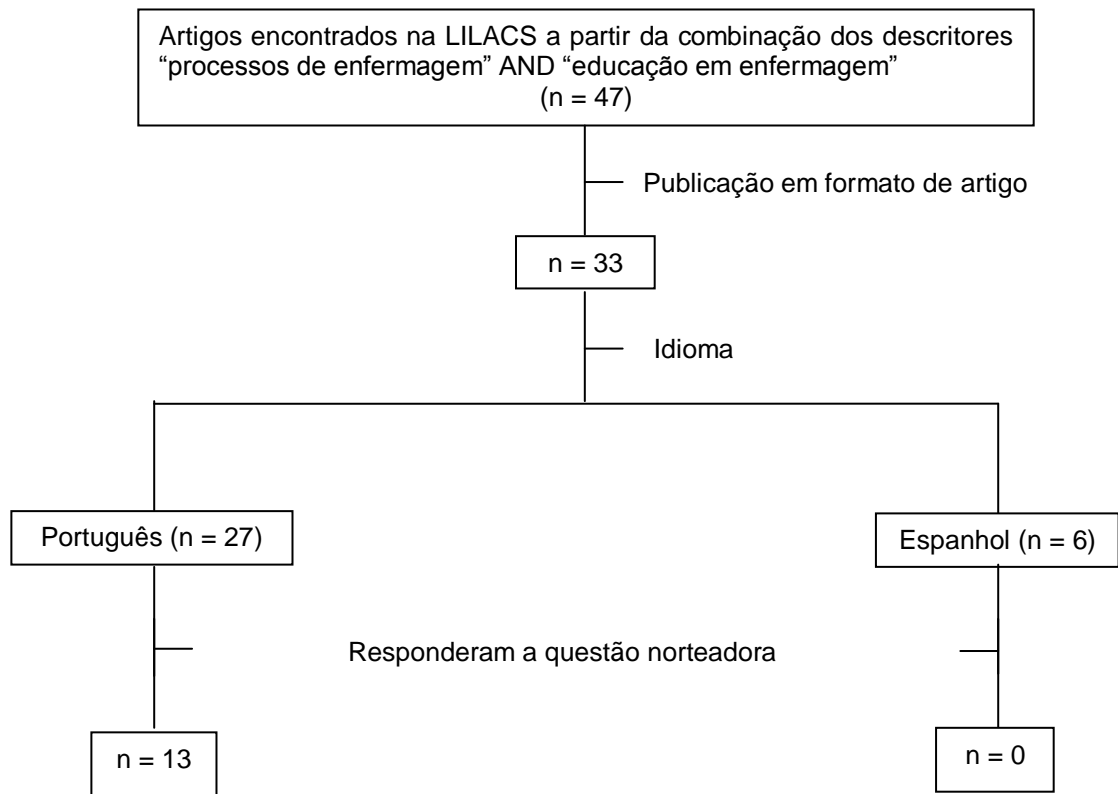 Artigos encontrados na LILACS a partir da combinação dos descritores
“processos de enfermagem” AND “educação em enfermagem”
(n = 47)
Publicação em formato de artigo
n = 33
Idioma
Português (n = 27)
Espanhol (n = 6)
Responderam a questão norteadora
n = 13
n = 0